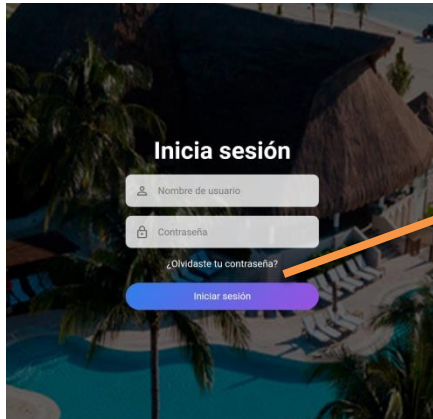 Inicia sesión
Nombre de usuario
Contraseña
¿Olvidaste tu contraseña?
Iniciar sesión